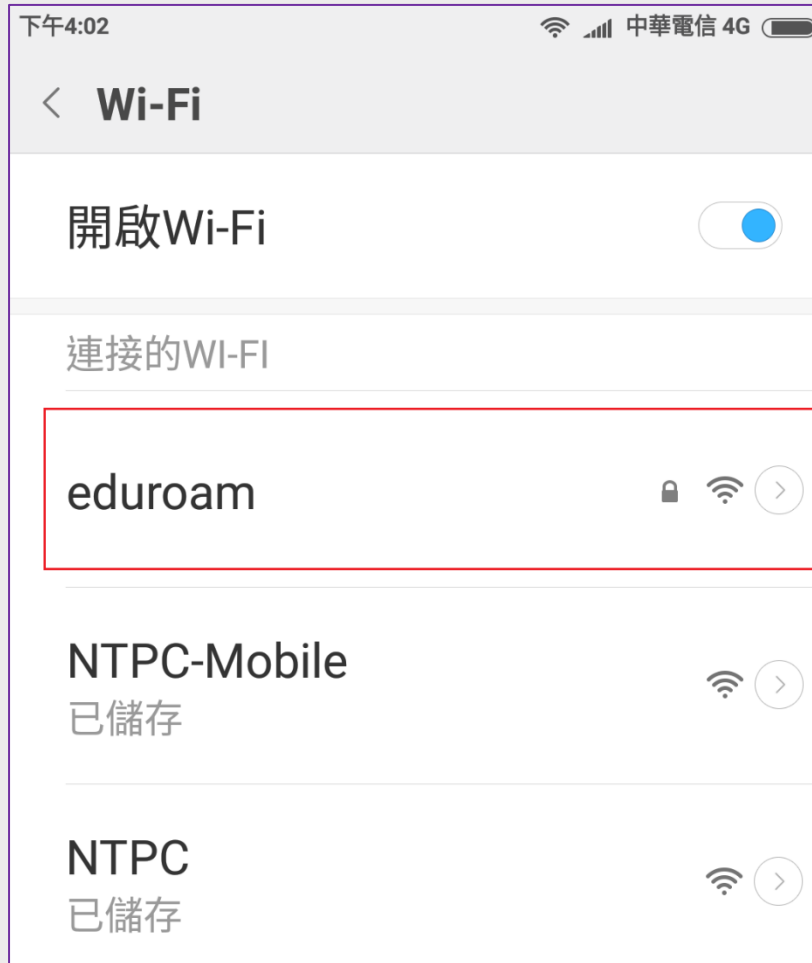 下午4:02 中華電信 4G
Wi-Fi
開啟Wi-Fi
連接的WI-FI
eduroam
NTPC-Mobile
已儲存
NTPC
已儲存